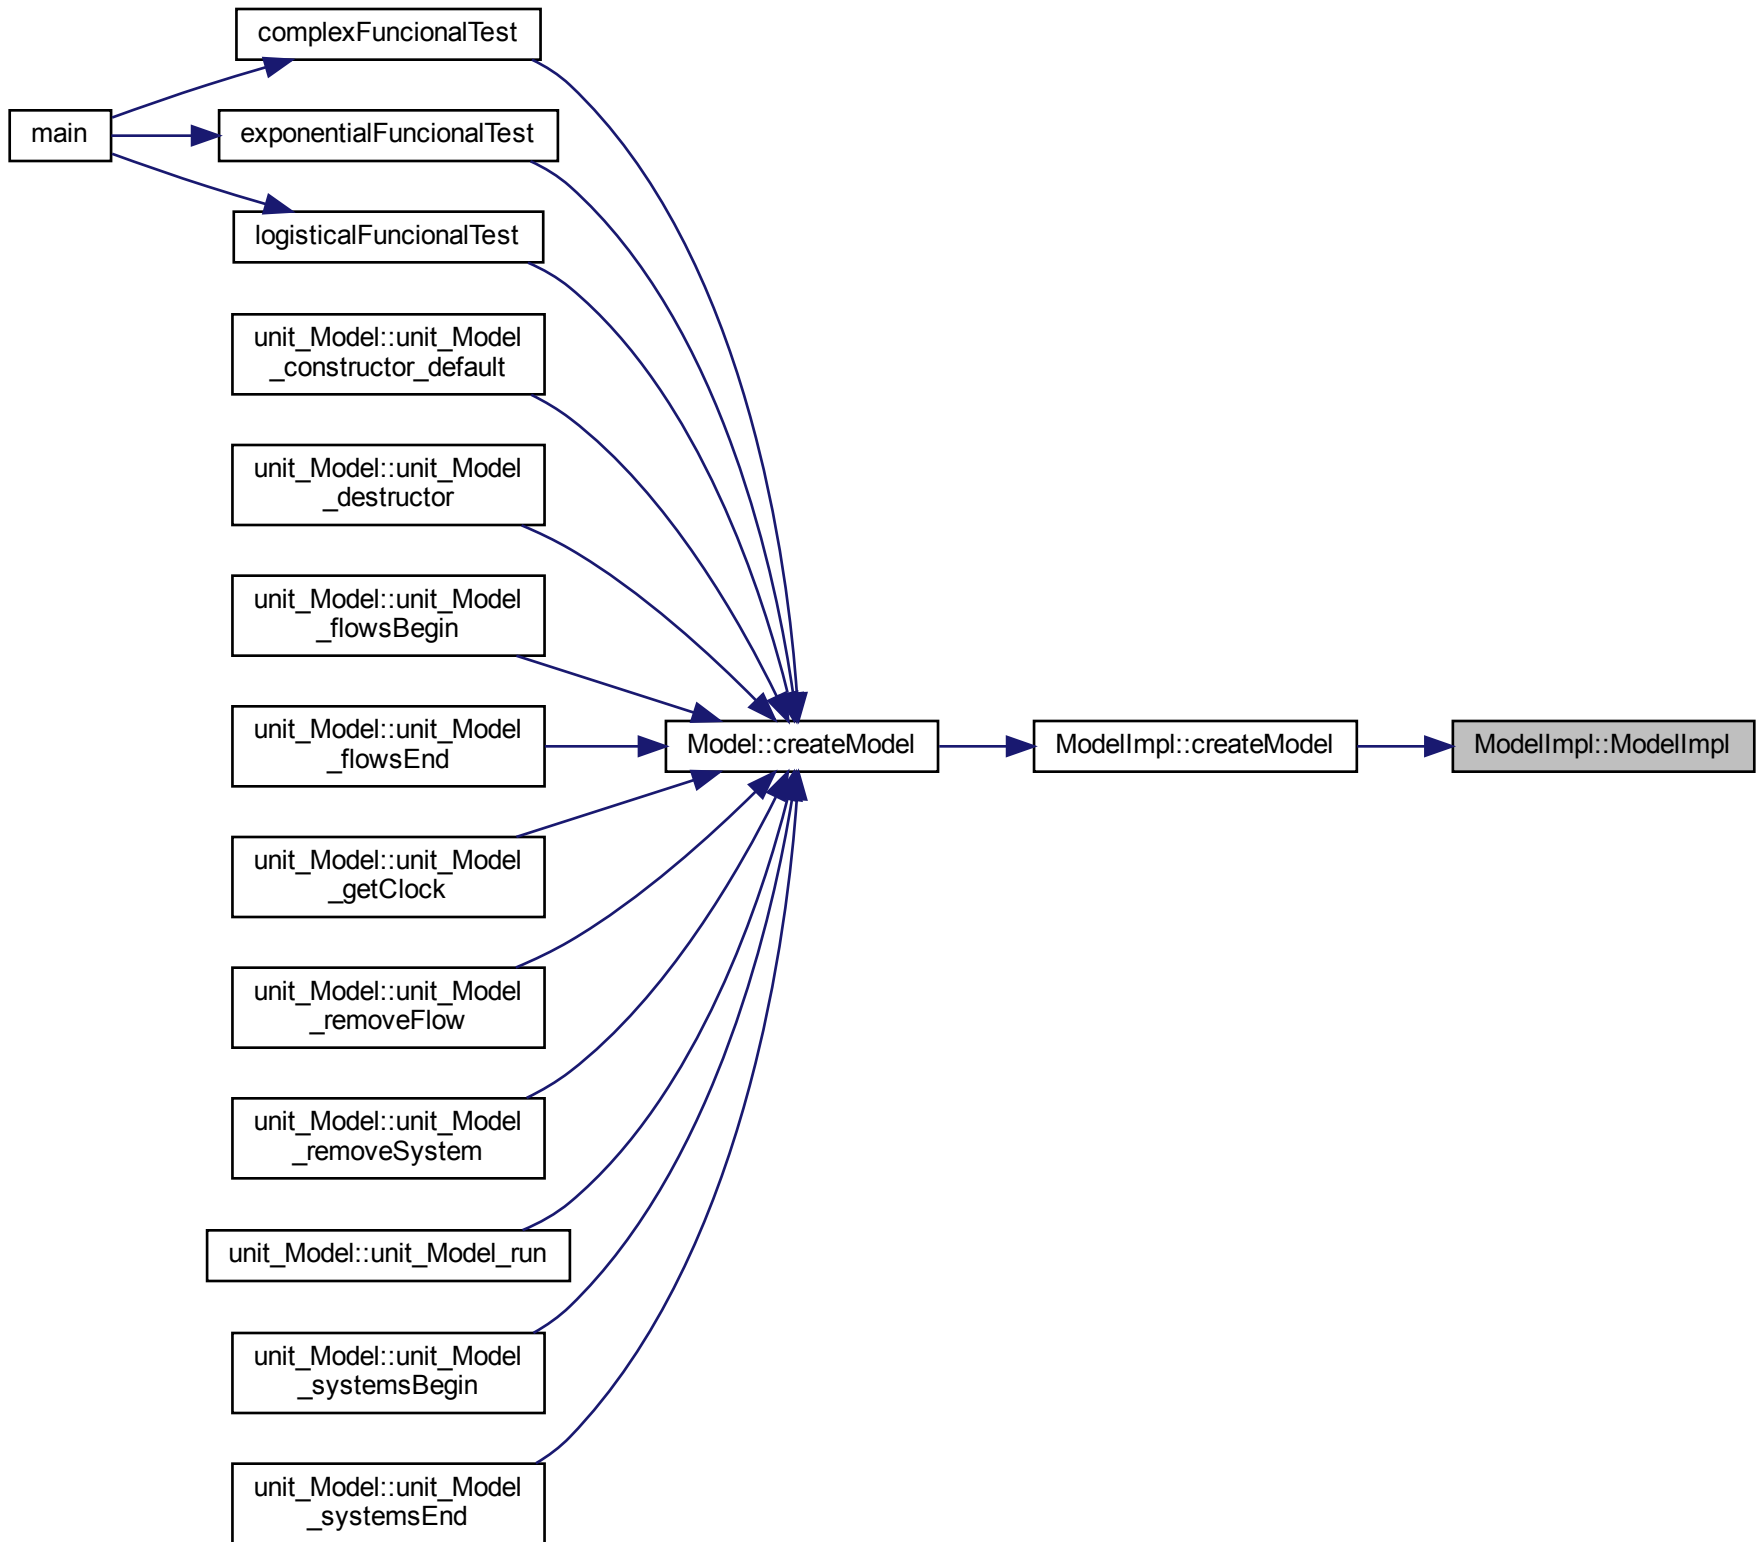 complexFuncionalTest
main
exponentialFuncionalTest
logisticalFuncionalTest
unit_Model::unit_Model
_constructor_default
unit_Model::unit_Model
_destructor
unit_Model::unit_Model
_flowsBegin
unit_Model::unit_Model
_flowsEnd
Model::createModel
ModelImpl::createModel
ModelImpl::ModelImpl
unit_Model::unit_Model
_getClock
unit_Model::unit_Model
_removeFlow
unit_Model::unit_Model
_removeSystem
unit_Model::unit_Model_run
unit_Model::unit_Model
_systemsBegin
unit_Model::unit_Model
_systemsEnd